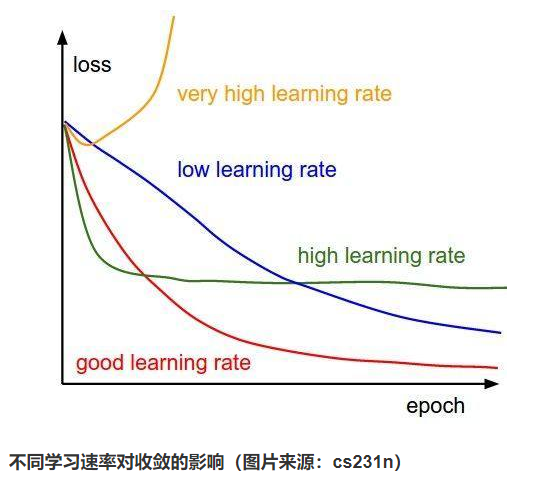 loss
very high learning rate
low learning rate
high learning rate
good learning rate
epoch
不同学习速率对收敛的影响（图片来源：cs231n）